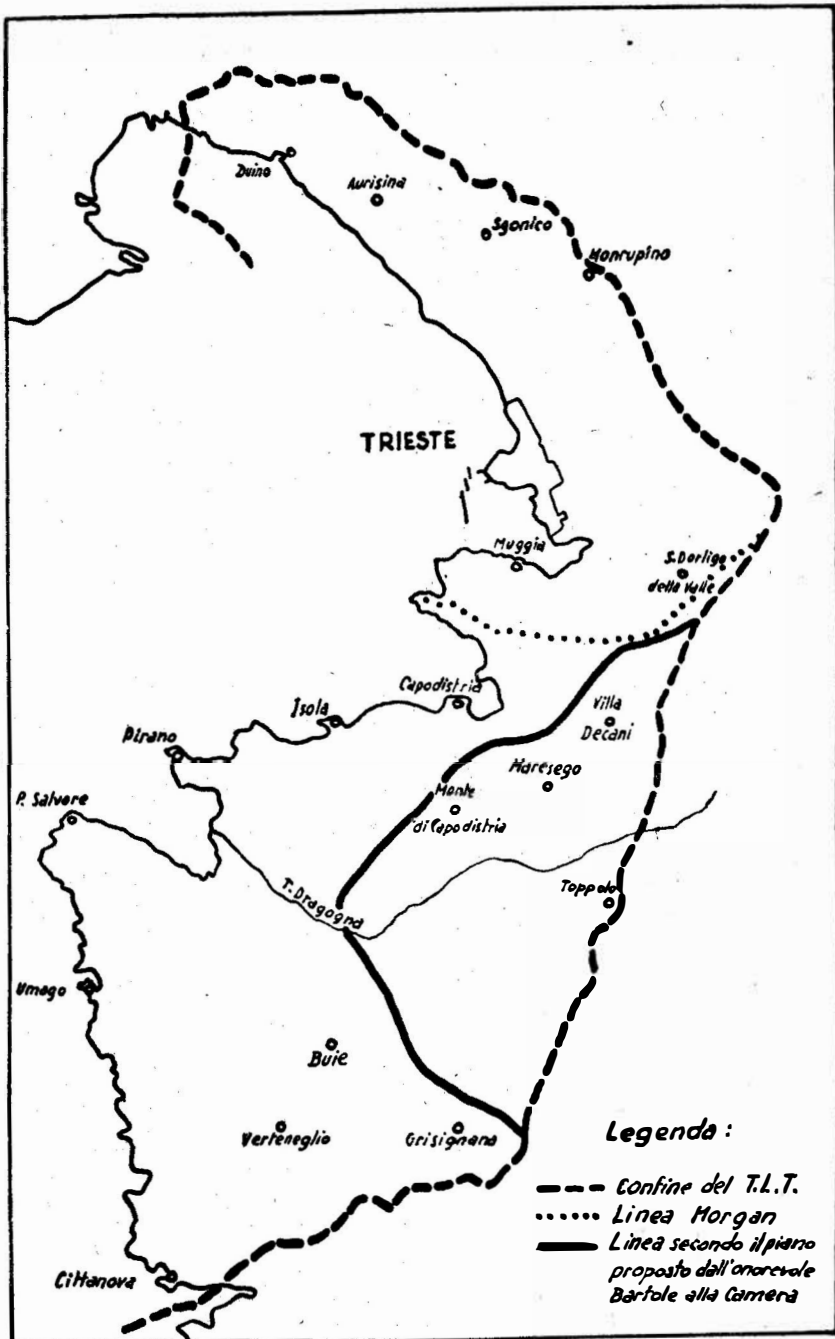 Duino
Aurisina
Sgonico
Monrupino
TRIESTE
Muggia
S. Dorligo
della Valle
Capodistria
Isola
Villa
Decani
Pirano
Maresego
P. Salvore
Monte
di Capodistria
T. Dragogna
Toppolo
Umago
Buie
Verteneglio
Grisignana
Cittanova
Legenda :
Confine del T.L.T.
Linea Morgan
Linea secondo il piano
proposto dall'onorevole
Bartole alla Camera